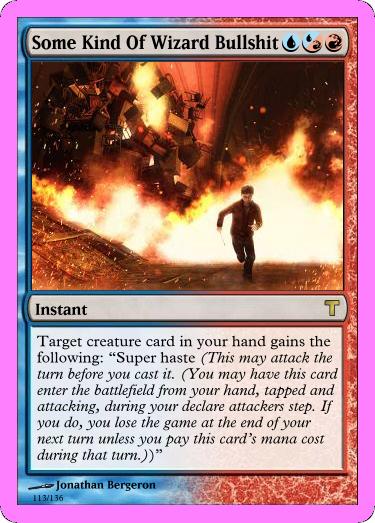 Some Kind Of Wizard Bullshit
Instant
T
Target creature card in your hand gains the
following: “Super haste (This may attack the
turn before you cast it. (You may have this card
enter the battlefield from your hand, tapped and
attacking, during your declare attackers step. If
you do, you lose the game at the end of your
next turn unless you pay this card's mana cost
during that turn.))”
Jonathan Bergeron
113/136